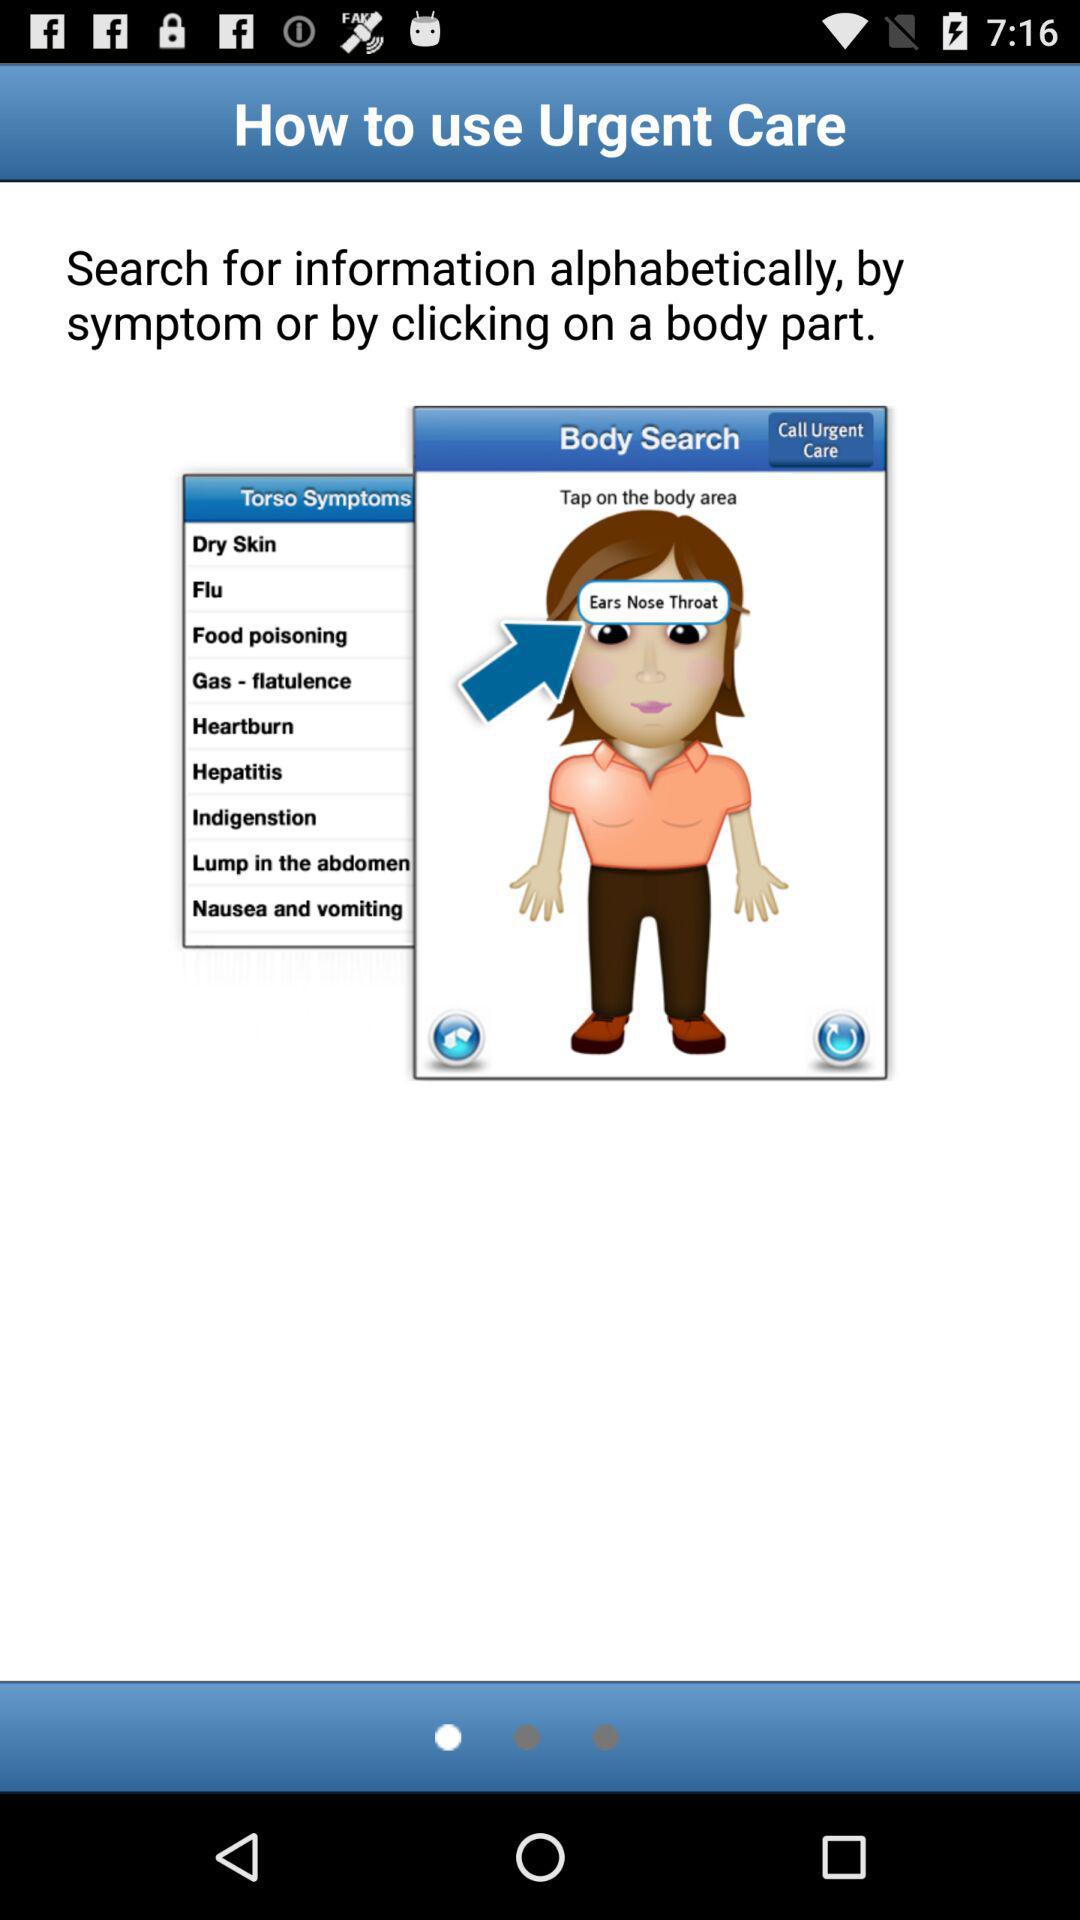 FAKE
7:16
How to use Urgent Care
Search for information alphabetically, by
symptom or by clicking on a body part.
Body Search
Call Urgent
Care
Torso Symptoms
Tap on the body area
Dry Skin
Ears Nose Throat
Flu
Food poisoning
Gas - flatulence
Heartburn
Hepatitis
Indigenstion
Lump in the abdomen
Nausea and vomiting